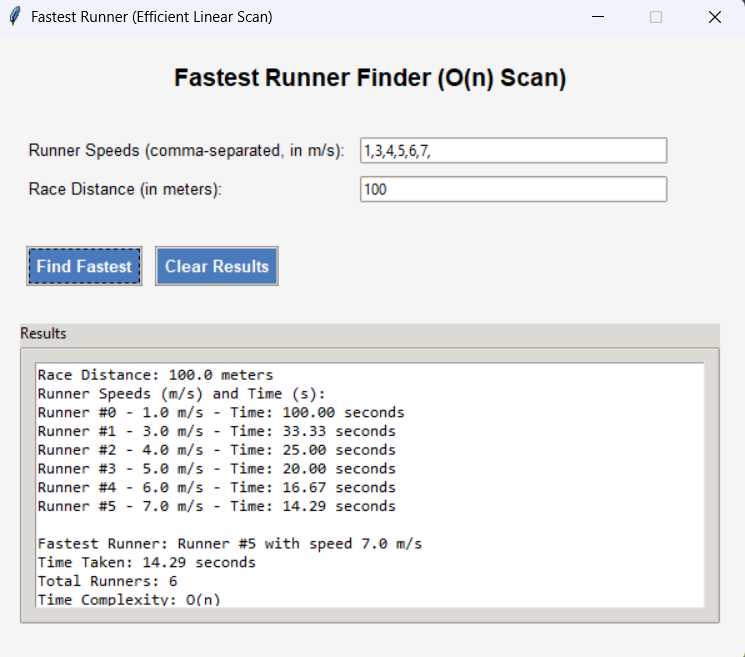 Fastest Runner (Efficient Linear Scan)
Fastest Runner Finder (O(n) Scan)
Runner Speeds (comma-separated, in m/s): 1,3,4,5,6,7,
Race Distance (in meters): 100
Find Fastest Clear Results
Results
Race Distance: 100.0 meters
Runner Speeds (m/s) and Time (s):
Runner #0 - 1.0 m/s - Time: 100.00 seconds
Runner #1 - 3.0 m/s - Time: 33.33 seconds
Runner #2 - 4.0 m/s - Time: 25.00 seconds
Runner #3 - 5.0 m/s - Time: 20.00 seconds
Runner #4 - 6.0 m/s - Time: 16.67 seconds
Runner #5 - 7.0 m/s - Time: 14.29 seconds
Fastest Runner: Runner #5 with speed 7.0 m/s
Time Taken: 14.29 seconds
Total Runners: 6
Time Complexity: O(n)